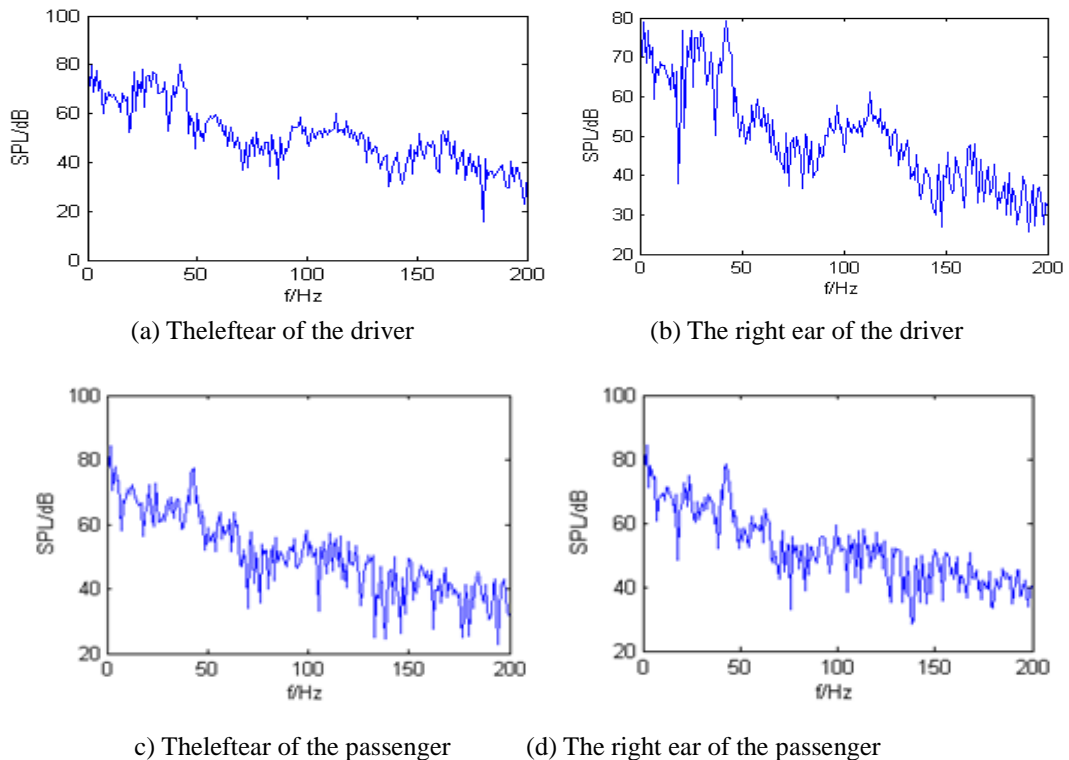 100
80
60
40
20
0
SPL/dB
0 50 100 150 200
f/Hz
(a) Theleftear of the driver
80
70
60
50
40
30
20
SPL/dB
0 50 100 150 200
f/Hz
(b) The right ear of the driver
100
80
60
40
20
SPL/dB
0 50 100 150 200
f/Hz
c) Theleftear of the passenger
100
80
60
40
20
SPL/dB
0 50 100 150 200
f/Hz
(d) The right ear of the passenger